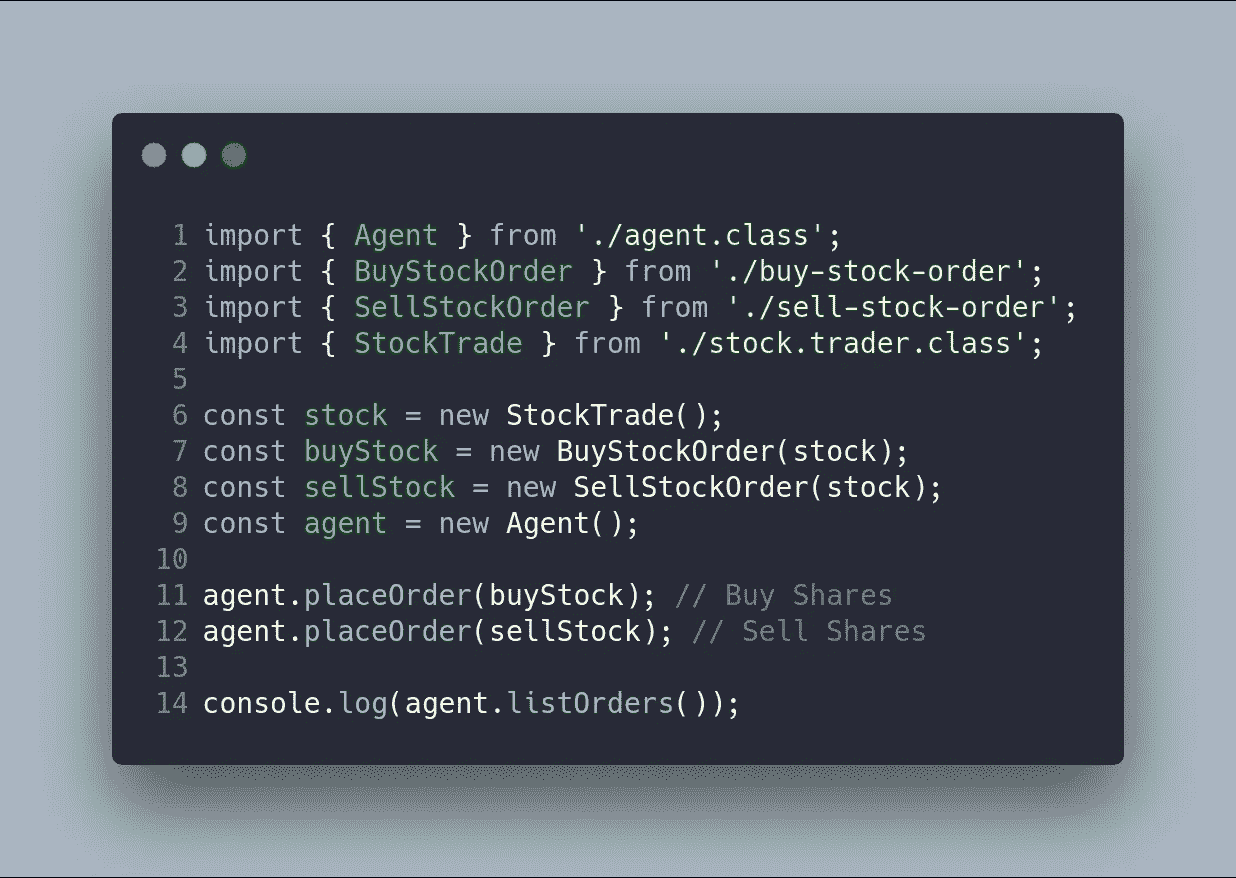 1 import { Agent } from './agent.class';
2 import { BuyStockOrder } from './buy-stock-order';
3 import { SellStockOrder } from './sell-stock-order';
4 import { StockTrade } from './stock.trader.class';
5
6 const stock = new StockTrade();
7 const buyStock = new BuyStockOrder(stock);
8 const sellStock = new SellStockOrder(stock);
9 const agent = new Agent();
10
11 agent.placeOrder(buyStock); // Buy Shares
12 agent.placeOrder(sellStock); // Sell Shares
13
14 console.log(agent.listOrders());